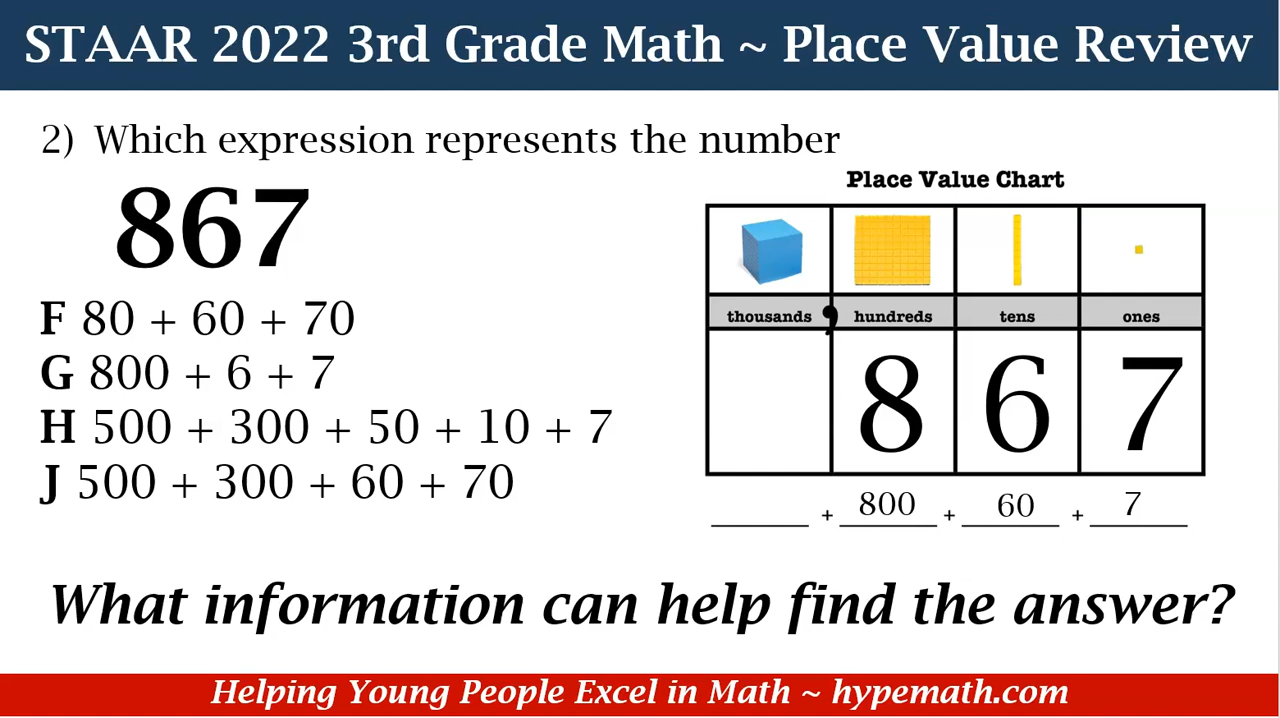 STAAR 2022 3rd Grade Math ~ Place Value Review
2) Which expression represents the number
867
F 80 + 60 + 70
G 800 + 6 + 7
H 500 + 300 + 50 + 10 + 7
J 500 + 300 + 60 + 70
Place Value Chart
thousands , hundreds tens ones
8 6 7
____ + 800 + 60 + 7
What information can help find the answer?
Helping Young People Excel in Math ~ hypemath.com